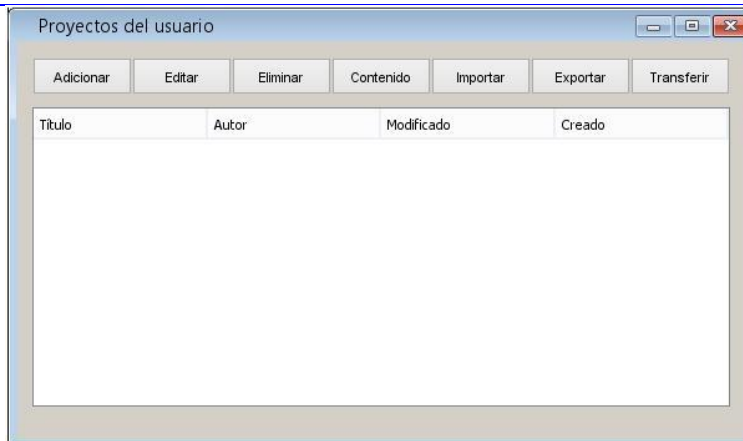 Proyectos del usuario
Adicionar Editar Eliminar Contenido Importar Exportar Transferir
Título Autor Modificado Creado